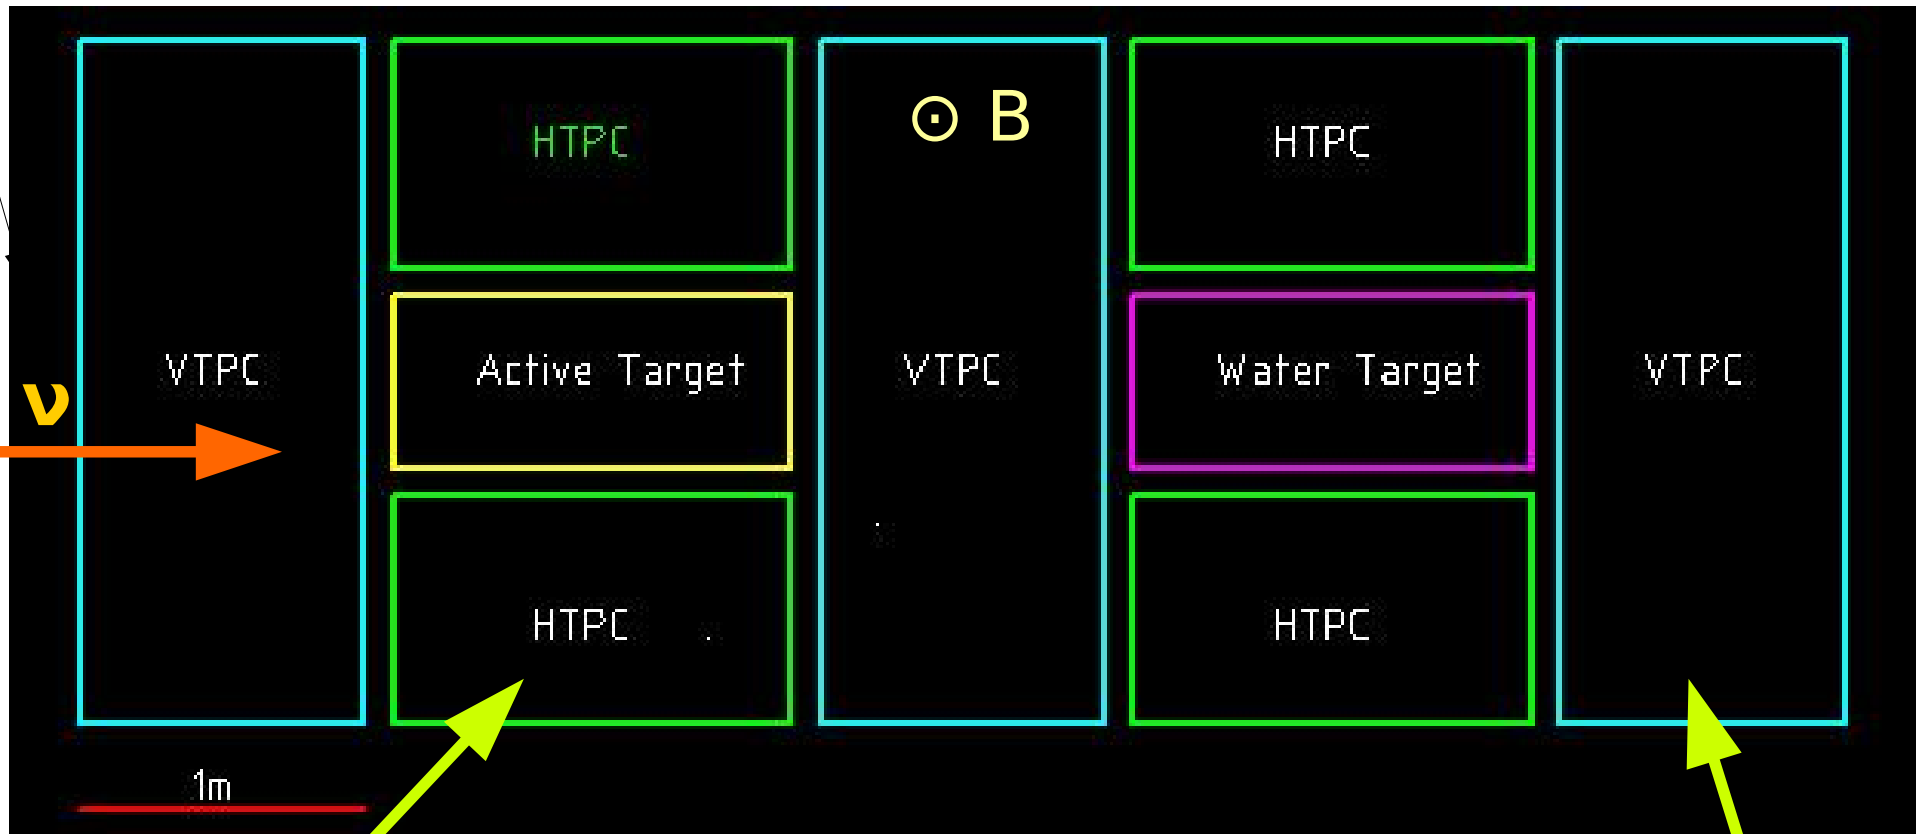 HTPC
⊙ B
HTPC
VTPC
Active Target
VTPC
Water Target
VTPC
ν
HTPC
HTPC
1m